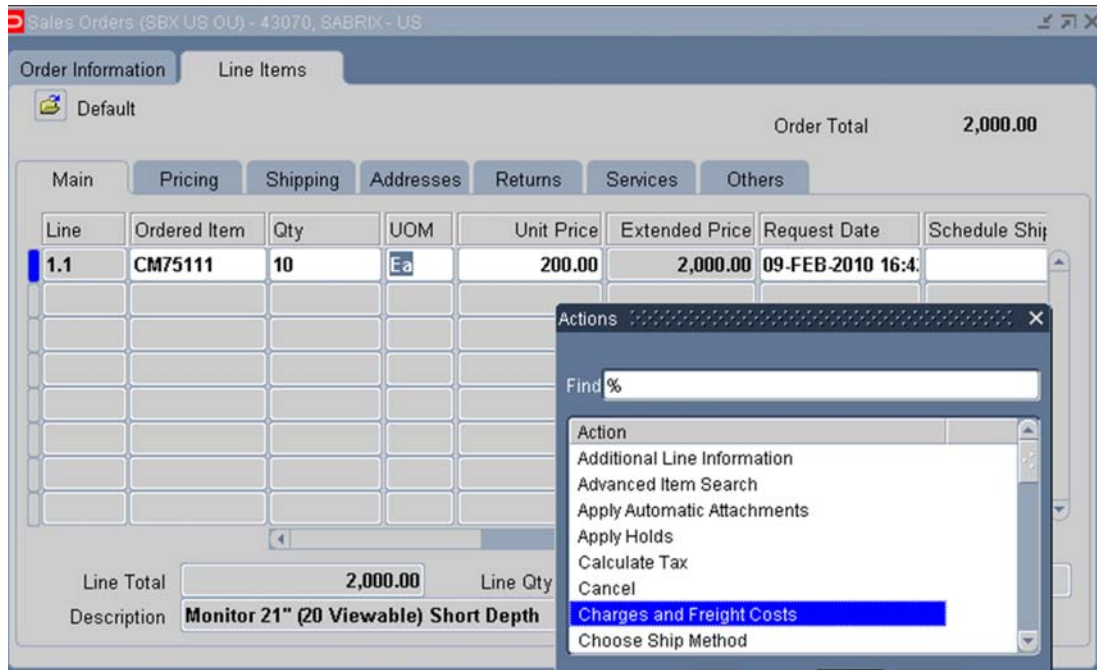 Sales Orders (SBX US OU) - 43070, SABRIX - US
Order Information Line Items
Default
Order Total 2,000.00
Main Pricing Shipping Addresses Returns Services Others
Line Ordered Item Qty UOM Unit Price Extended Price Request Date Schedule Ship
1.1 CM75111 10 Ea 200.00 2,000.00 09-FEB-2010 16:4
Actions
Find %
Action
Additional Line Information
Advanced Item Search
Apply Automatic Attachments
Apply Holds
Calculate Tax
Cancel
Charges and Freight Costs
Choose Ship Method
Line Total 2,000.00 Line Qty
Description Monitor 21" (20 Viewable) Short Depth